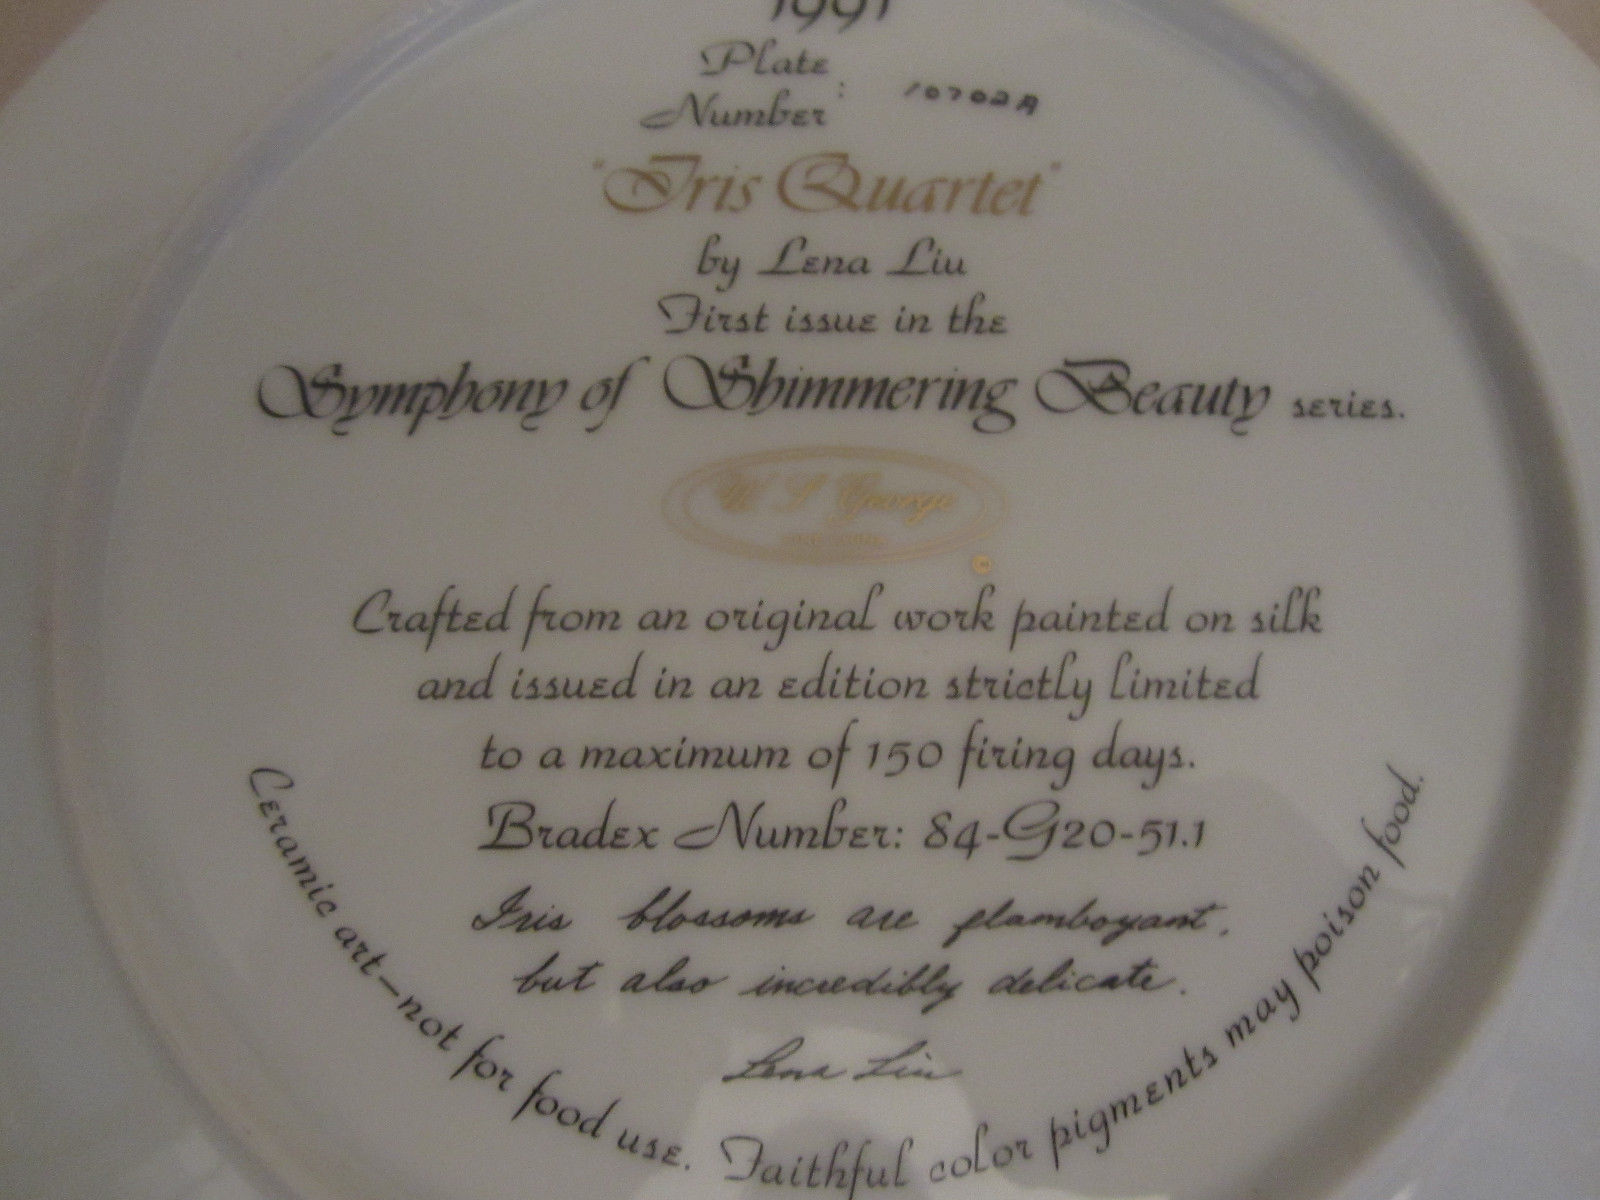 1991
Plate
Number : 10702A
"Iris Quartet"
by Lena Liu
First issue in the
Symphony of Shimmering Beauty series.
W S George
Crafted from an original work painted on silk
and issued in an edition strictly limited
to a maximum of 150 firing days.
Bradex Number: 84-G20-51.1
Iris blossoms are flamboyant,
but also incredibly delicate.
Lena Liu
Ceramic art—not for food use. Faithful color pigments may poison food.